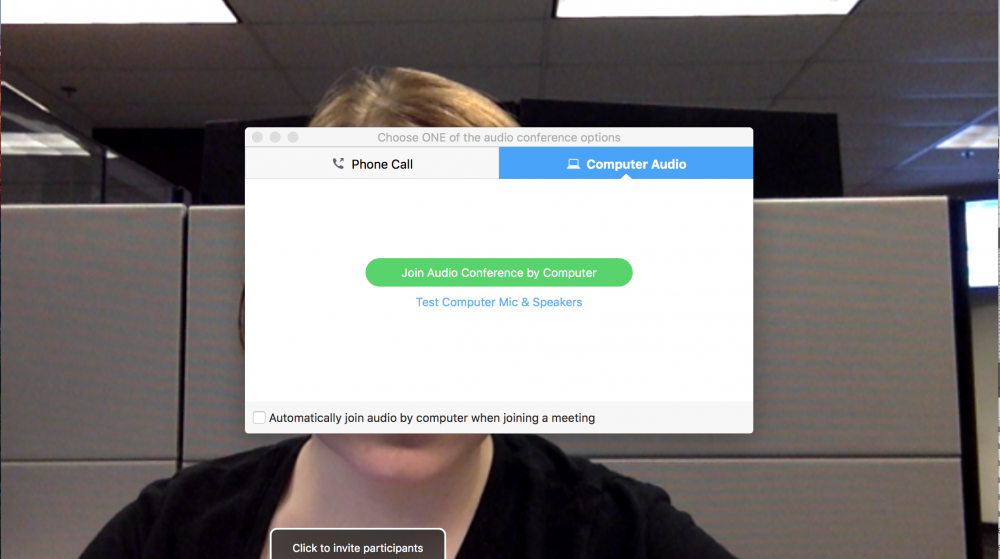 Choose ONE of the audio conference options
Phone Call
Computer Audio
Join Audio Conference by Computer
Test Computer Mic & Speakers
Automatically join audio by computer when joining a meeting
Click to invite participants